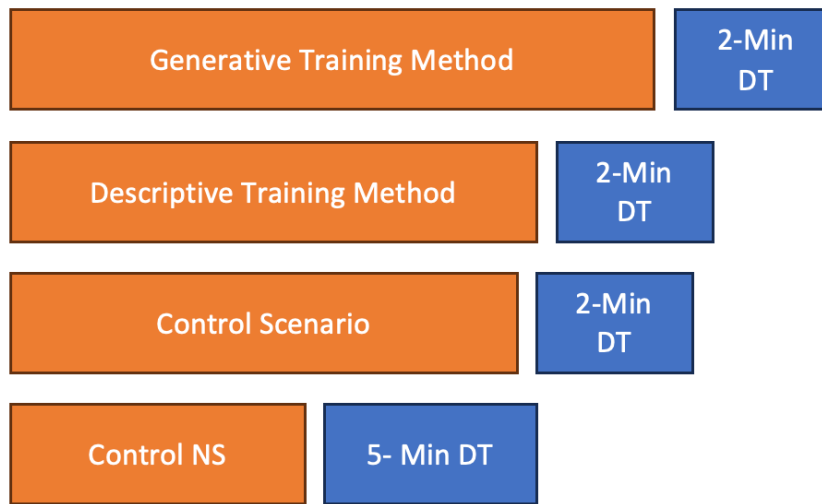 Generative Training Method
2-Min
DT
Descriptive Training Method
2-Min
DT
Control Scenario
2-Min
DT
Control NS
5- Min DT